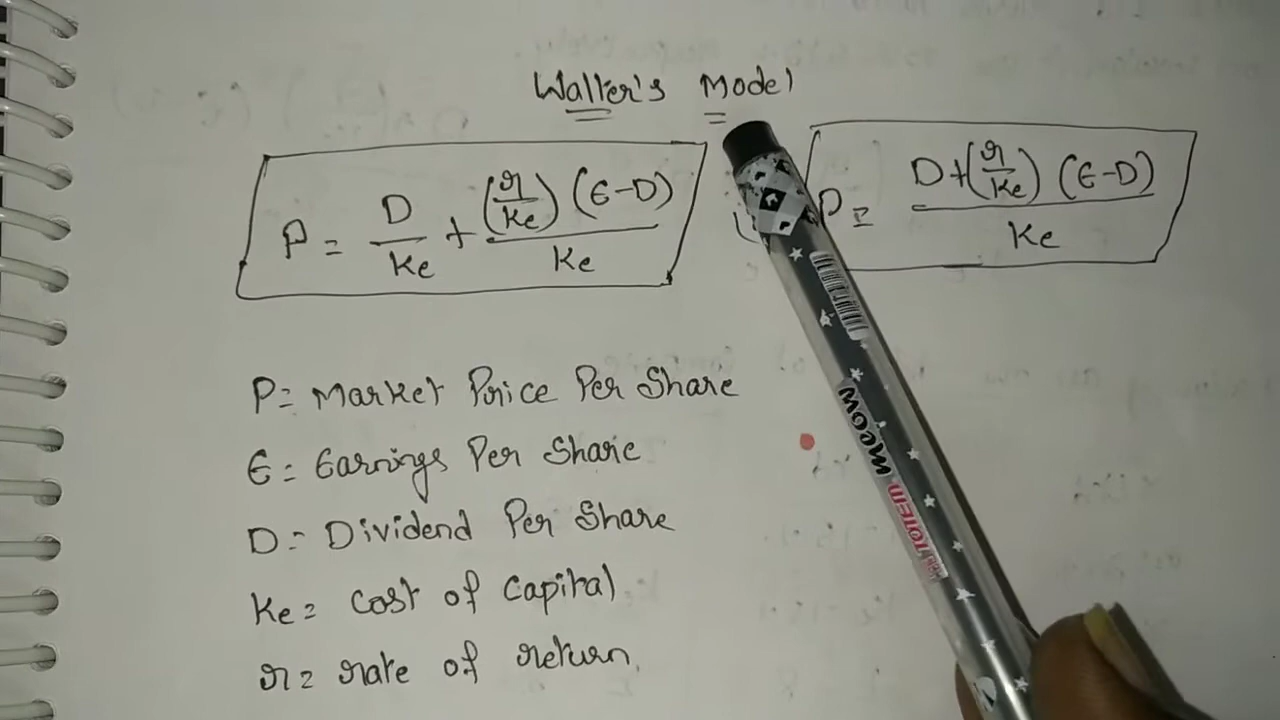 Walter's Model
P = D/Ke + (r/Ke) (E-D)/Ke
P = D+(r/Ke) (E-D)/Ke
P = Market Price Per Share
E = Earnings Per Share
D = Dividend Per Share
Ke = Cost of Capital
r = rate of return
meow
TOTEM